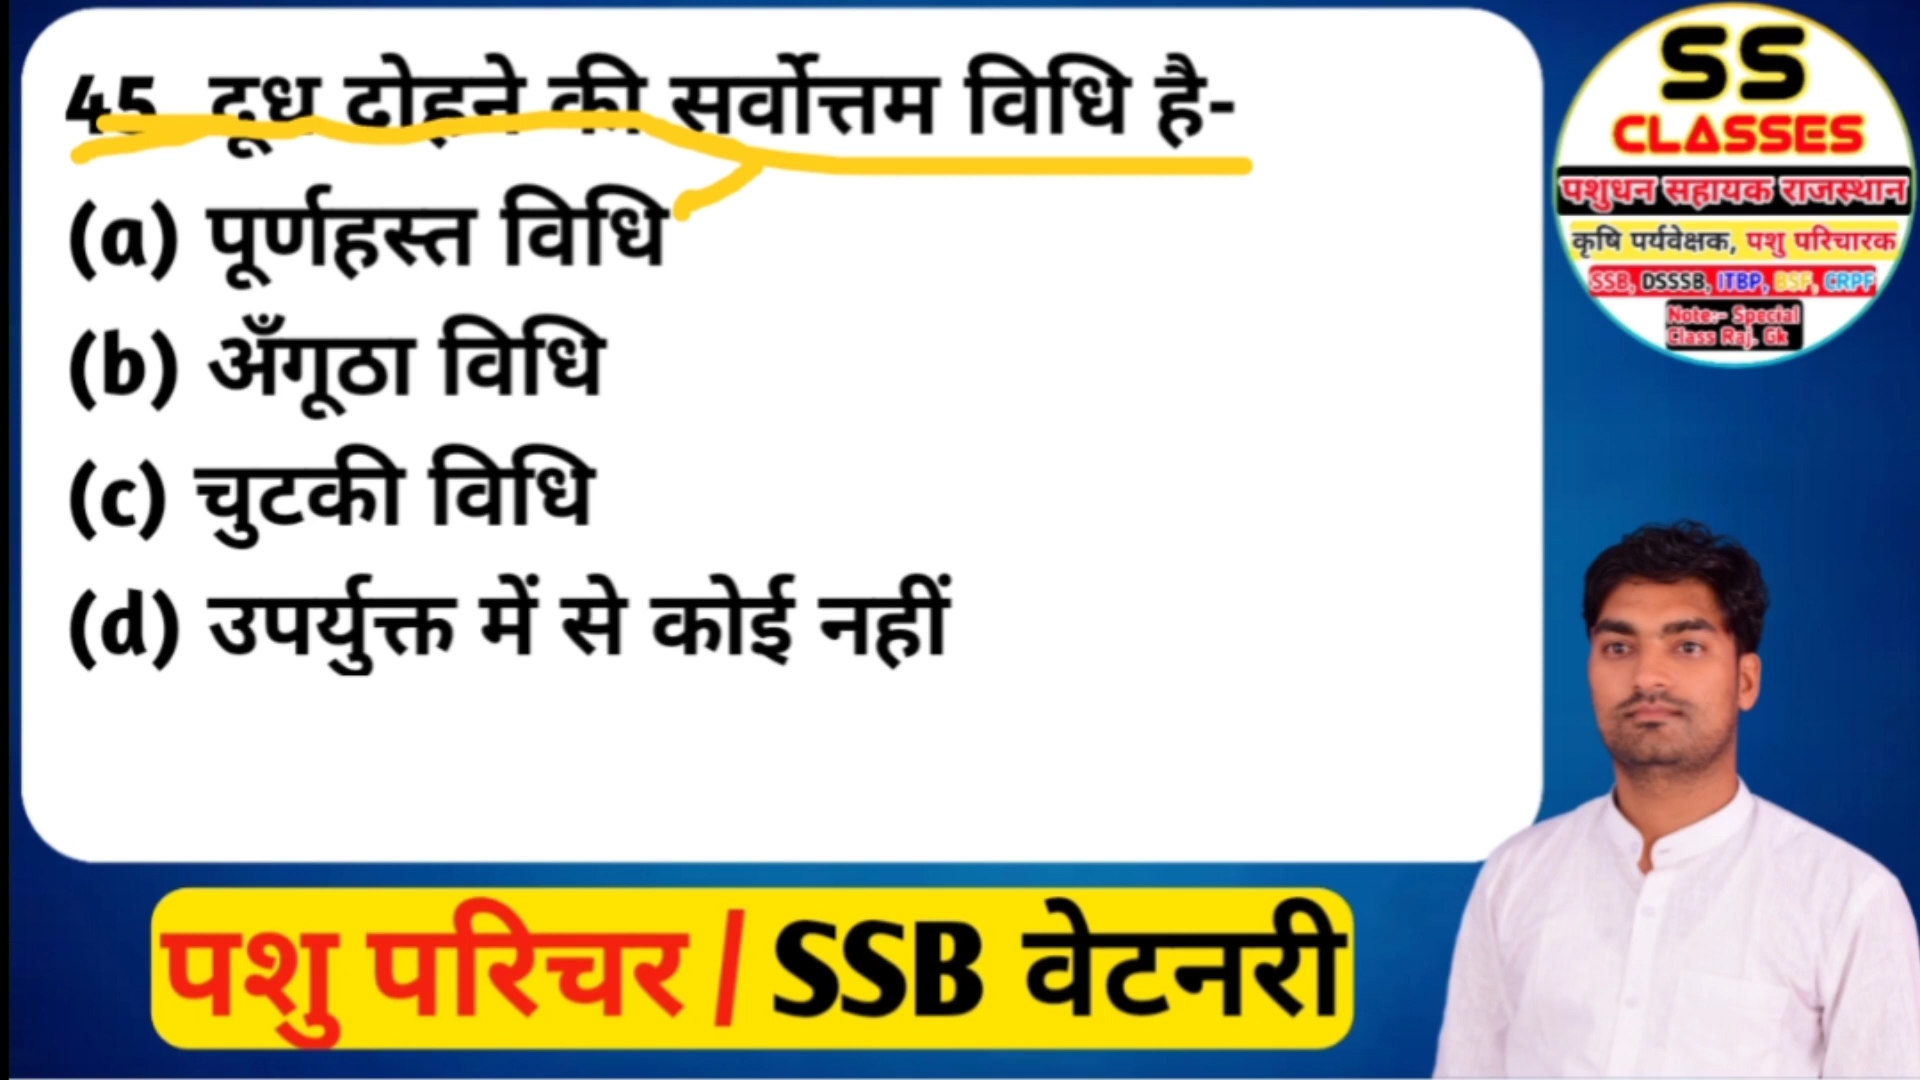 45. दूध दोहने की सर्वोत्तम विधि है-
(a) पूर्णहस्त विधि
(b) अँगूठा विधि
(c) चुटकी विधि
(d) उपर्युक्त में से कोई नहीं
SS
CLASSES
पशुधन सहायक राजस्थान
कृषि पर्यवेक्षक, पशु परिचारक
SSB, DSSSB, ITBP, BSF, CRPF
Note:- Special
Class Raj. Gk
पशु परिचर / SSB वेटनरी